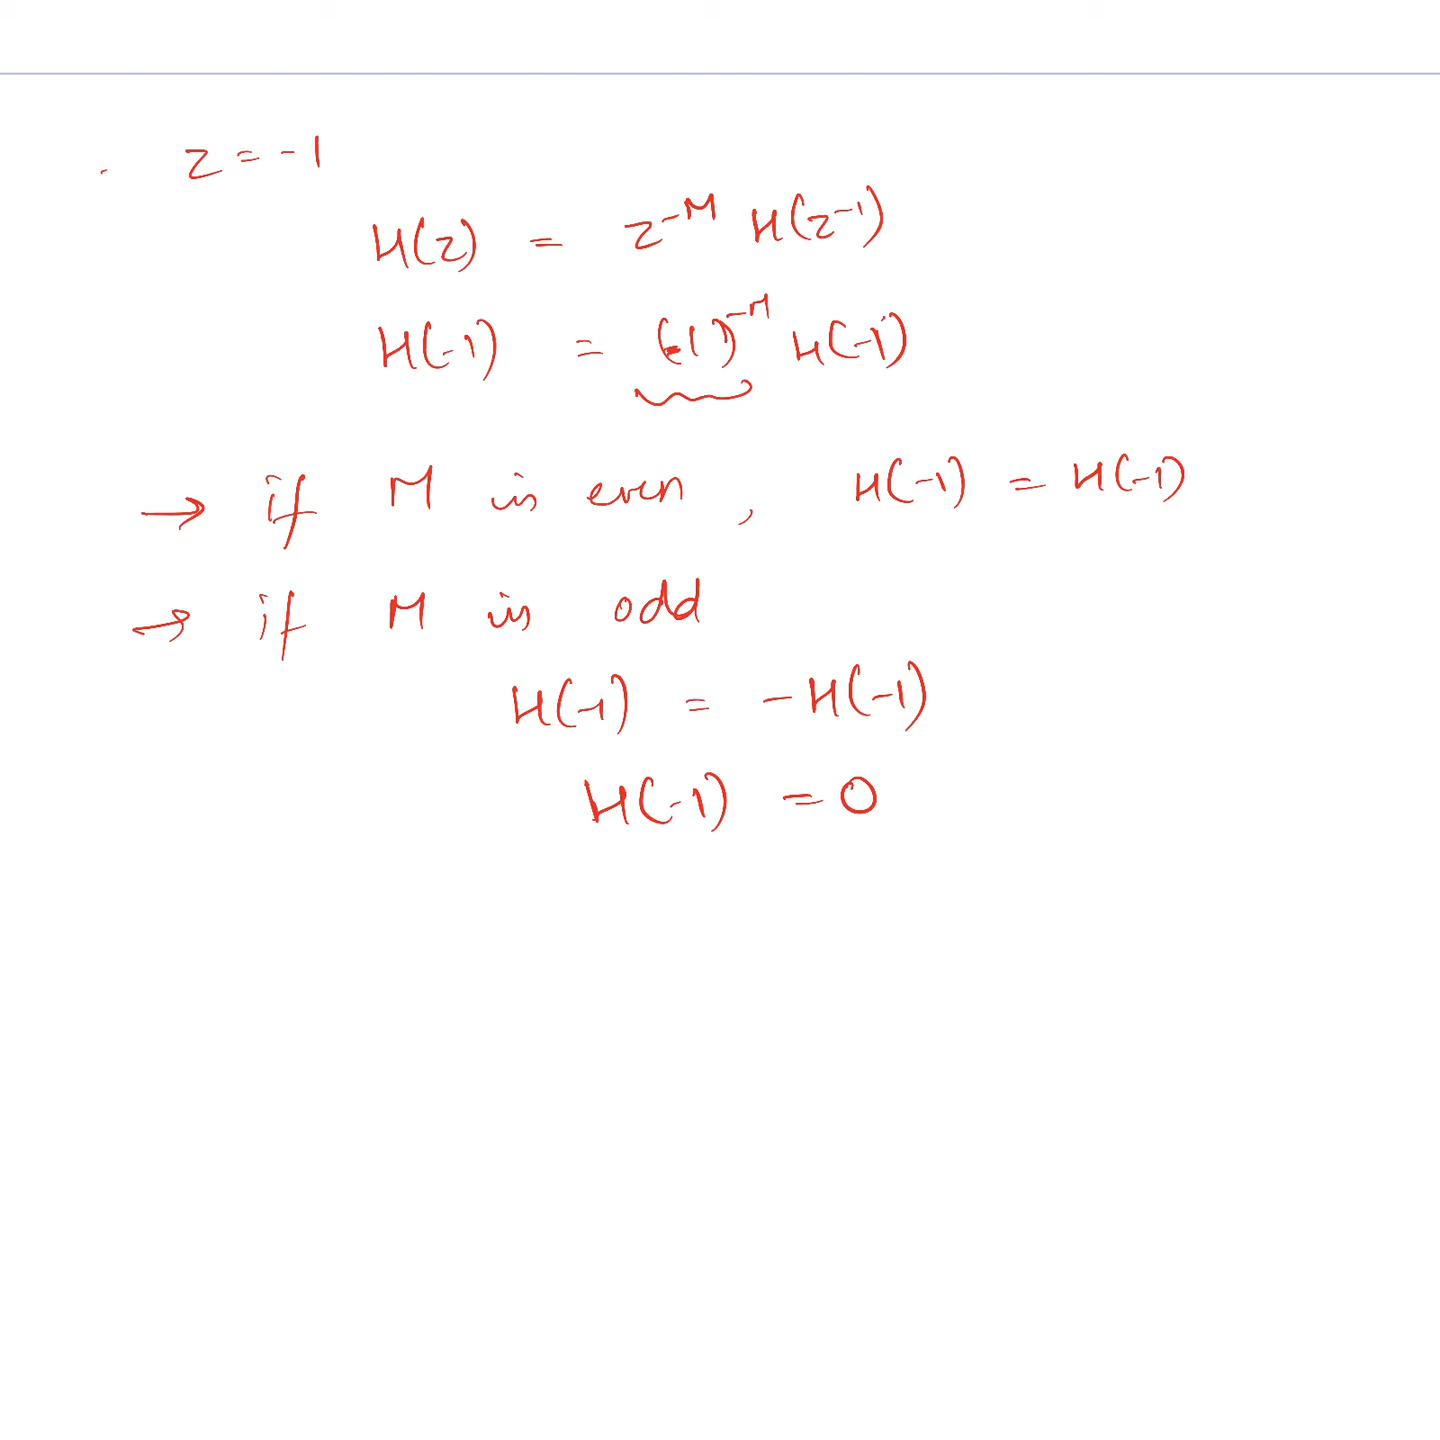 z = -1
H(z) = z^{-M} H(z^{-1})
H(-1) = (-1)^{-M} H(-1)
→ if M is even, H(-1) = H(-1)
→ if M is odd
H(-1) = -H(-1)
H(-1) = 0